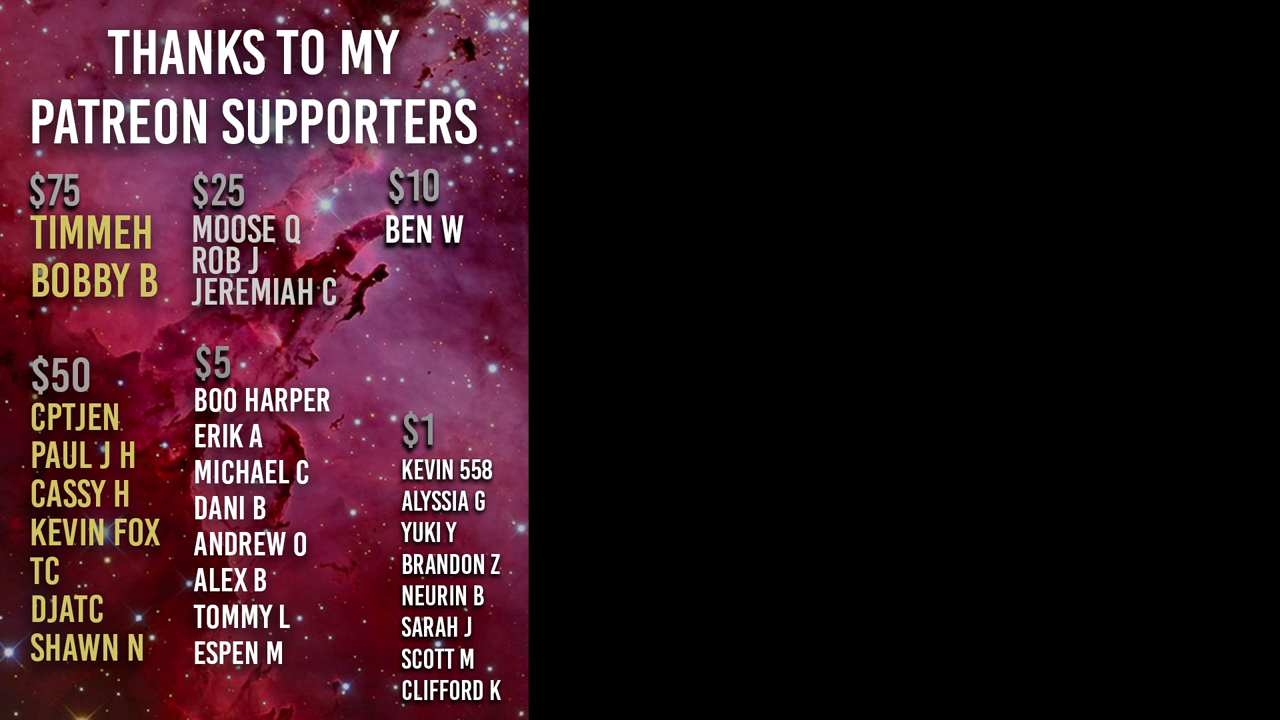 THANKS TO MY
PATREON SUPPORTERS
$75
TIMMEH
BOBBY B
$25
MOOSE Q
ROB J
JEREMIAH C
$10
BEN W
$50
CPTJEN
PAUL J H
CASSY H
KEVIN FOX
TC
DJATC
SHAWN N
$5
BOO HARPER
ERIK A
MICHAEL C
DANI B
ANDREW O
ALEX B
TOMMY L
ESPEN M
$1
KEVIN 558
ALYSSIA G
YUKI Y
BRANDON Z
NEURIN B
SARAH J
SCOTT M
CLIFFORD K